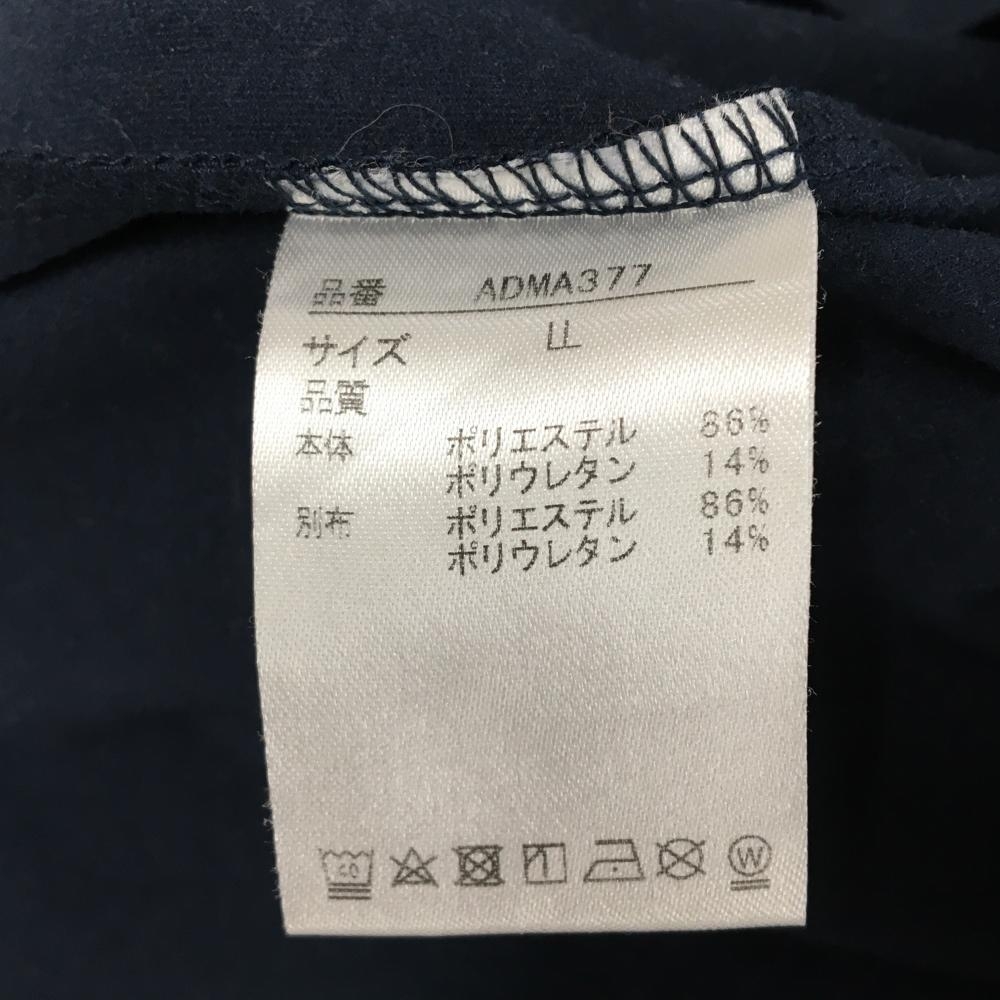 品番 ADMA377
サイズ LL
品質
本体 ポリエステル 86%
ポリウレタン 14%
別布 ポリエステル 86%
ポリウレタン 14%
40 W